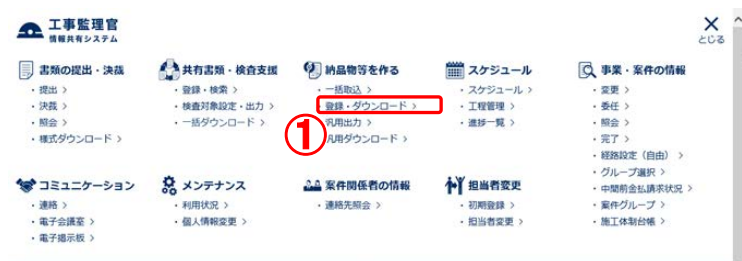 工事監理官
情報共有システム
とじる
書類の提出・決裁
・提出 >
・決裁 >
・照会 >
・様式ダウンロード >
共有書類・検査支援
・登録・検索 >
・検査対象設定・出力 >
・一括ダウンロード >
納品物等を作る
・一括取込 >
・登録・ダウンロード >
①
汎用出力 >
汎用ダウンロード >
スケジュール
・スケジュール >
・工程管理 >
・進捗一覧 >
事業・案件の情報
・変更 >
・委任 >
・照会 >
・完了 >
・経路設定（自由） >
・グループ選択 >
・中間前金払請求状況 >
・案件グループ >
・施工体制台帳 >
コミュニケーション
・連絡 >
・電子会議室 >
・電子掲示板 >
メンテナンス
・利用状況 >
・個人情報変更 >
案件関係者の情報
・連絡先照会 >
担当者変更
・初期登録 >
・担当者変更 >